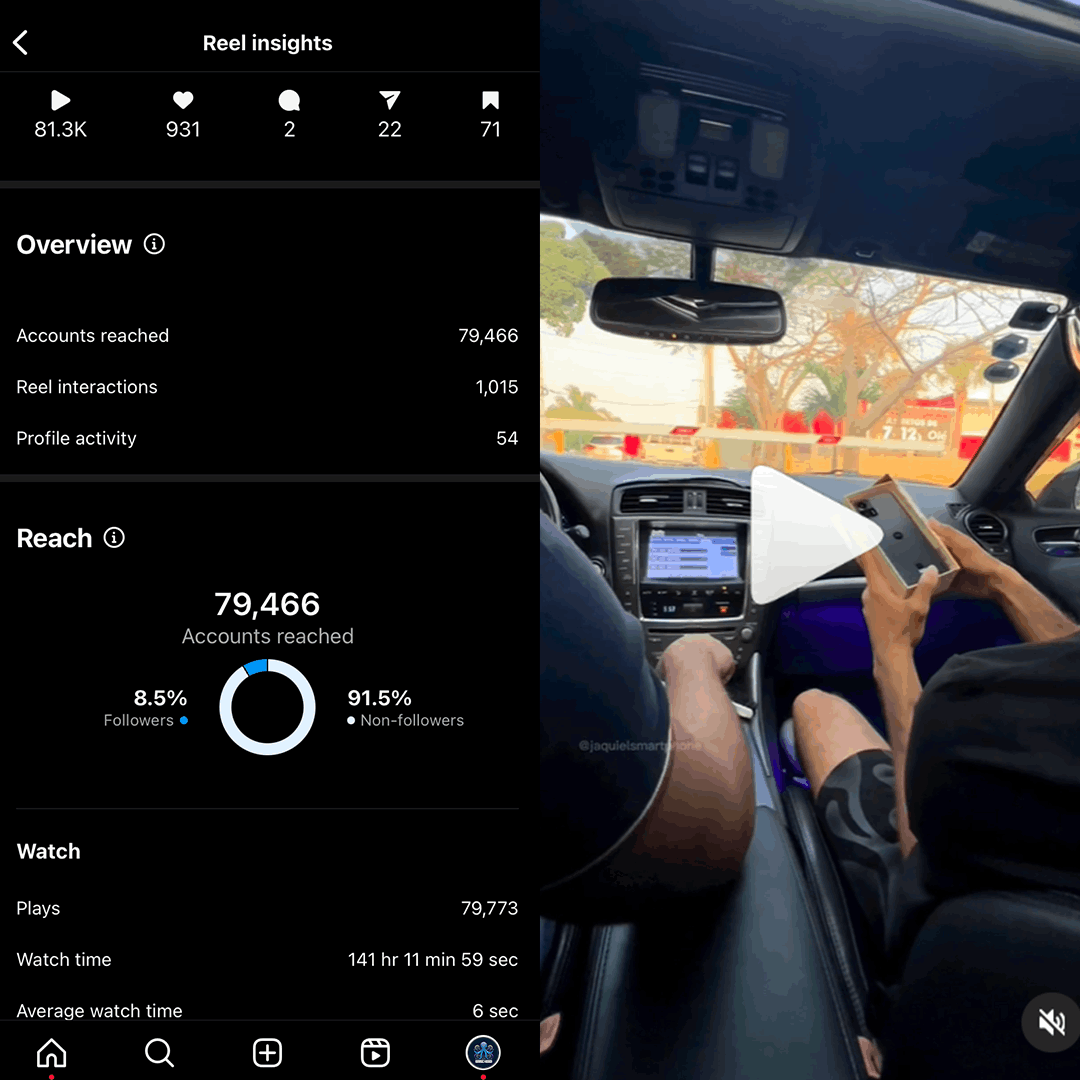 Reel insights
81.3K 931 2 22 71
Overview
Accounts reached 79,466
Reel interactions 1,015
Profile activity 54
Reach
79,466
Accounts reached
8.5% 91.5%
Followers Non-followers
Watch
Plays 79,773
Watch time 141 hr 11 min 59 sec
Average watch time 6 sec
@jaquielsmartphone